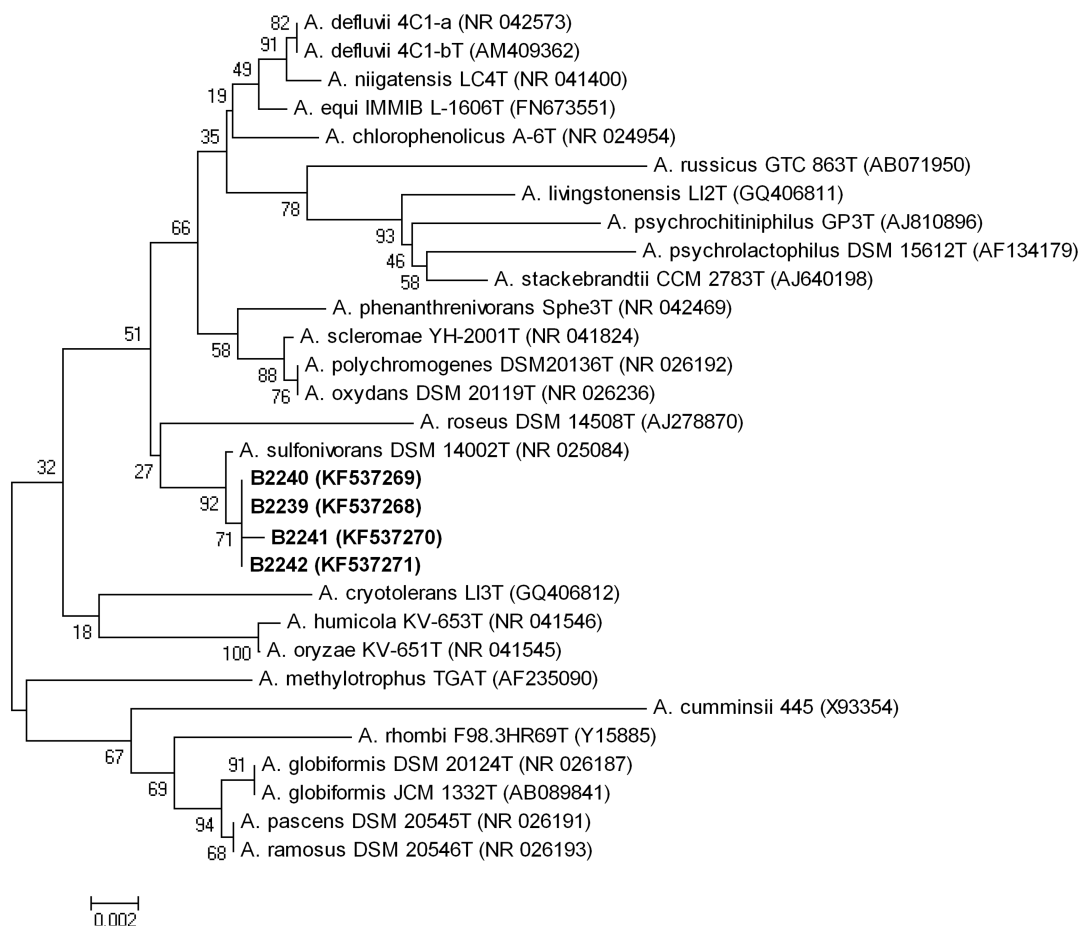 82 A. defluvii 4C1-a (NR 042573)
A. defluvii 4C1-bT (AM409362)
91
A. niigatensis LC4T (NR 041400)
49
A. equi IMMIB L-1606T (FN673551)
19
A. chlorophenolicus A-6T (NR 024954)
35
A. russicus GTC 863T (AB071950)
A. livingstonensis LI2T (GQ406811)
78
A. psychrochitiniphilus GP3T (AJ810896)
93
66
A. psychrolactophilus DSM 15612T (AF134179)
46
A. stackebrandtii CCM 2783T (AJ640198)
58
A. phenanthrenivorans Sphe3T (NR 042469)
51
A. scleromae YH-2001T (NR 041824)
58
A. polychromogenes DSM20136T (NR 026192)
88
A. oxydans DSM 20119T (NR 026236)
76
A. roseus DSM 14508T (AJ278870)
A. sulfonivorans DSM 14002T (NR 025084)
32
27
B2240 (KF537269)
92
B2239 (KF537268)
71
B2241 (KF537270)
B2242 (KF537271)
A. cryotolerans LI3T (GQ406812)
A. humicola KV-653T (NR 041546)
18
A. oryzae KV-651T (NR 041545)
100
A. methylotrophus TGAT (AF235090)
A. cumminsii 445 (X93354)
A. rhombi F98.3HR69T (Y15885)
67
91 A. globiformis DSM 20124T (NR 026187)
69
A. globiformis JCM 1332T (AB089841)
A. pascens DSM 20545T (NR 026191)
94
A. ramosus DSM 20546T (NR 026193)
68
0.002